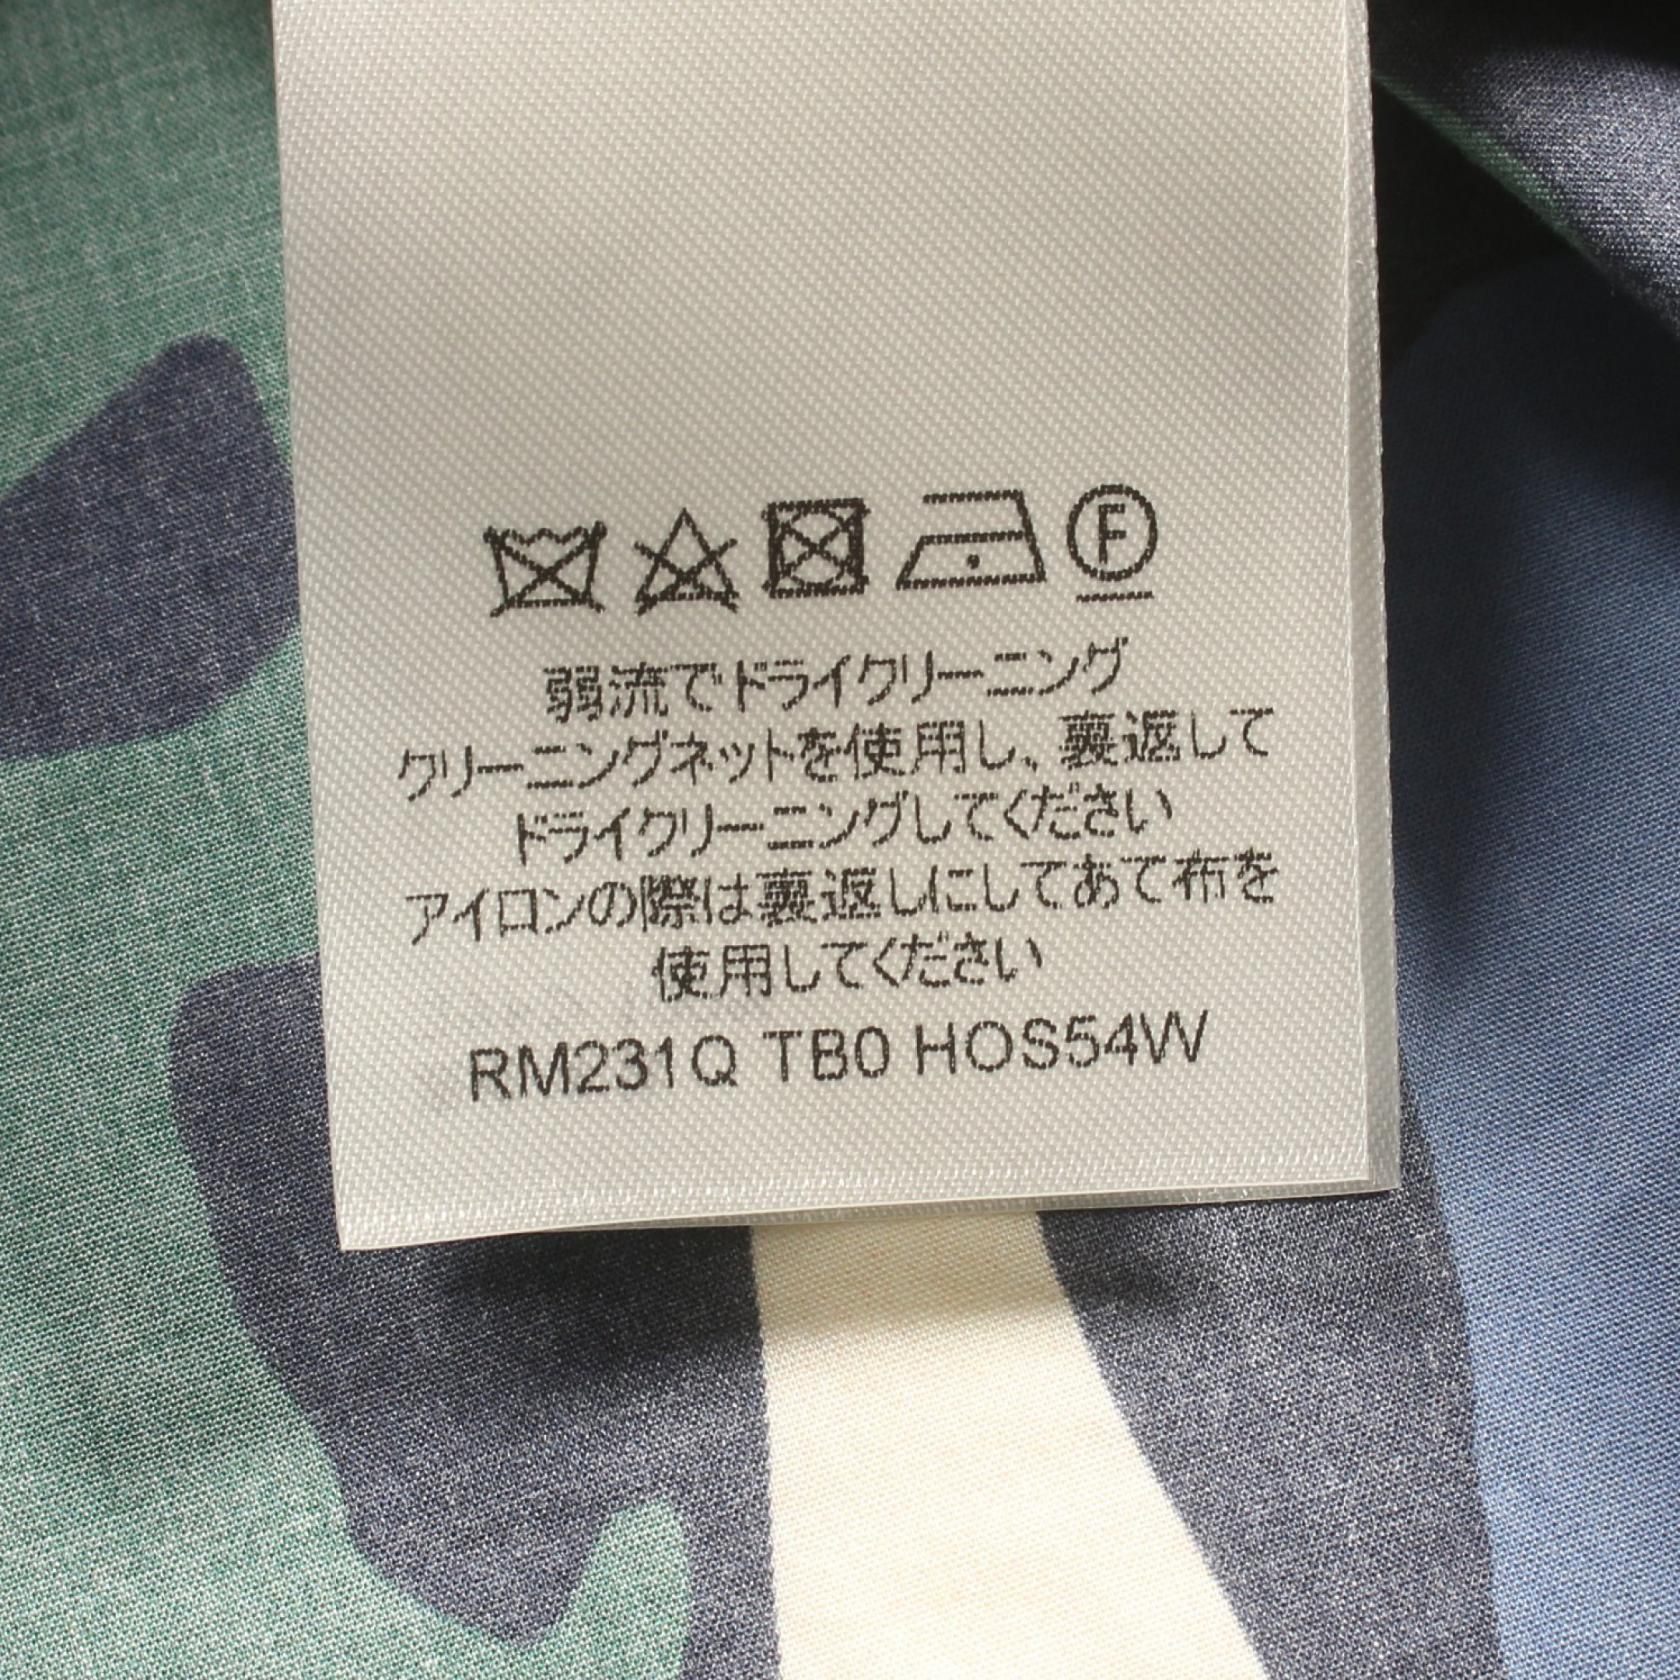 F
弱流でドライクリーニング
クリーニングネットを使用し、裏返して
ドライクリーニングしてください
アイロンの際は裏返しにしてあて布を
使用してください
RM231Q TB0 HOS54W